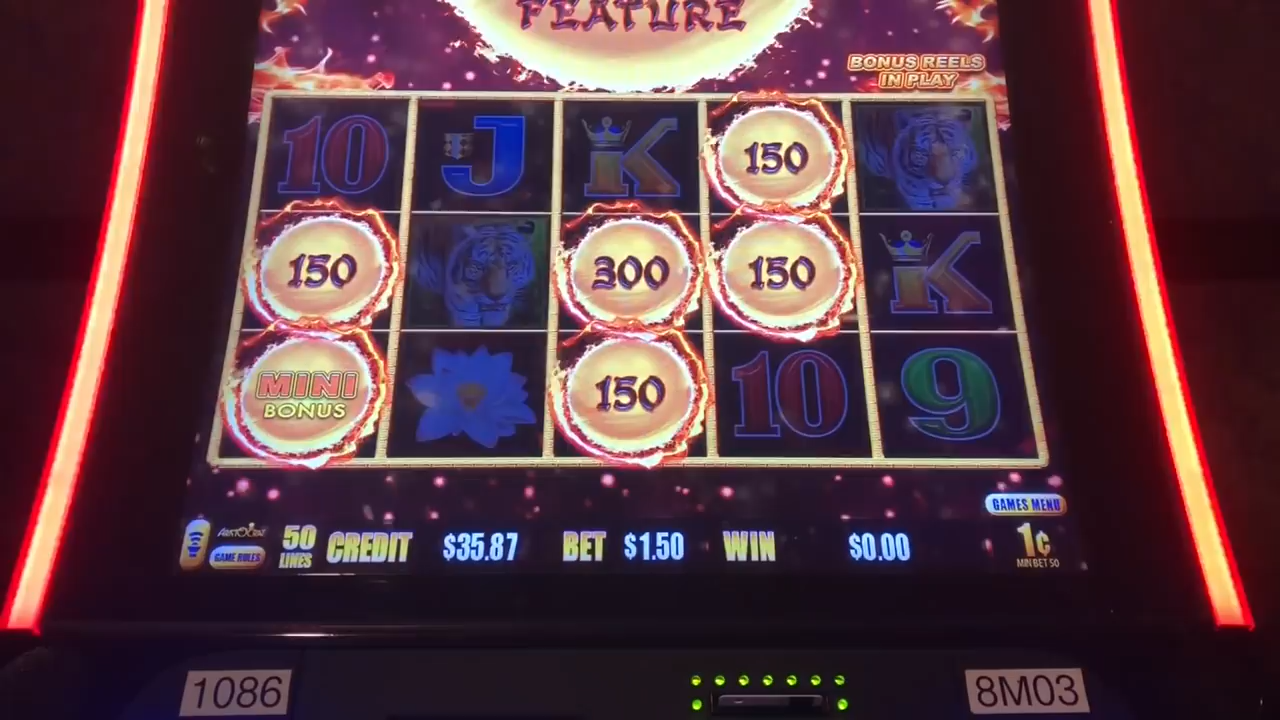 FEATURE
BONUS REELS
IN PLAY
10 J K 150
150 300 150 K
MINI
BONUS
150 10 9
GAMES MENU
ARISTOCRAT
GAME RULES
50
LINES
CREDIT $35.87 BET $1.50 WIN $0.00
1¢
MIN BET 50
1086
8M03